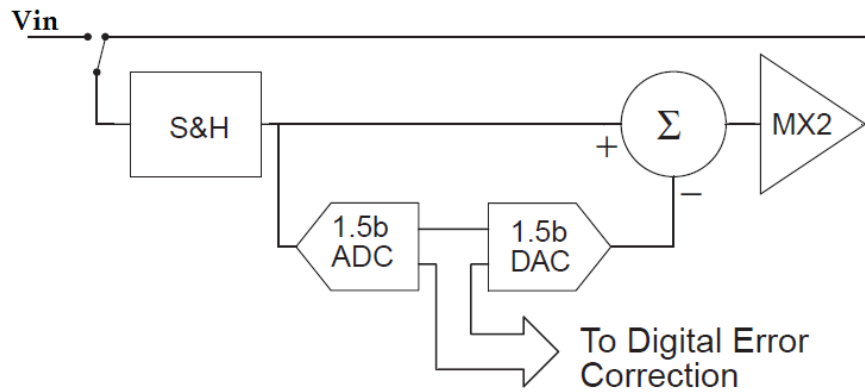 Vin
S&H
+
Σ
−
MX2
1.5b
ADC
1.5b
DAC
To Digital Error
Correction